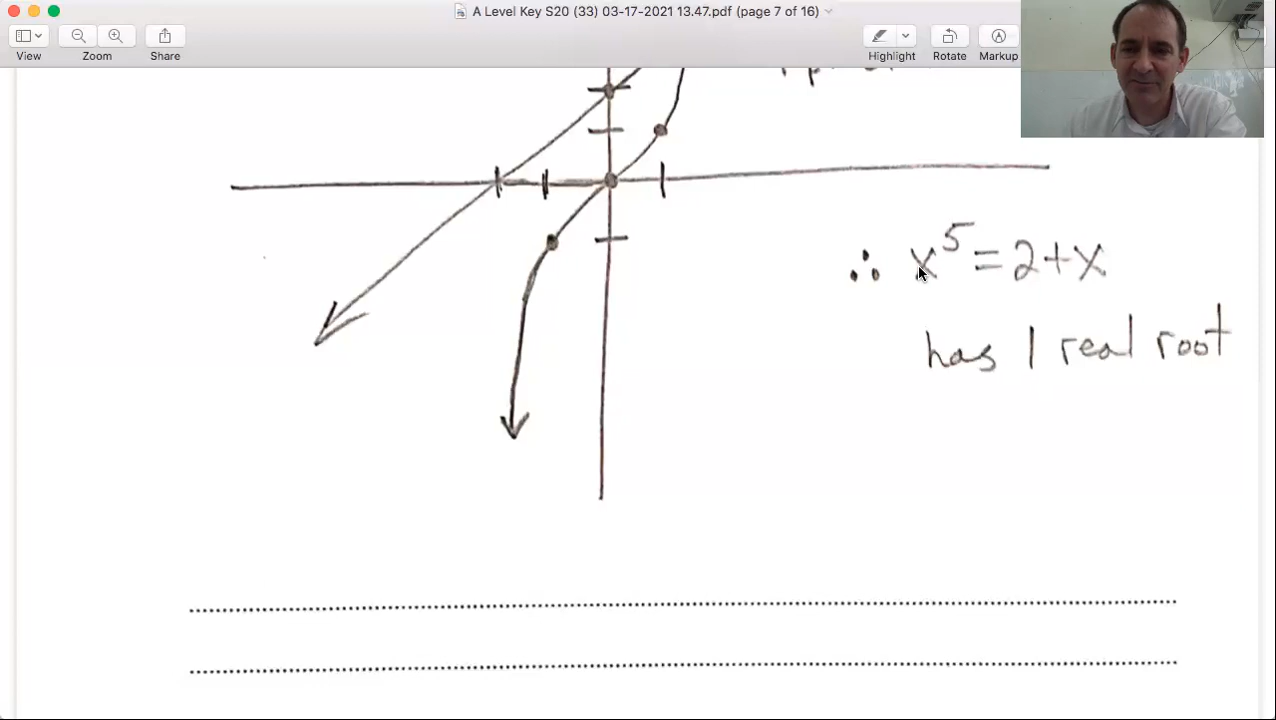 A Level Key S20 (33) 03-17-2021 13.47.pdf (page 7 of 16)
View Zoom Share Highlight Rotate Markup
∴ x⁵ = 2 + x
has 1 real root